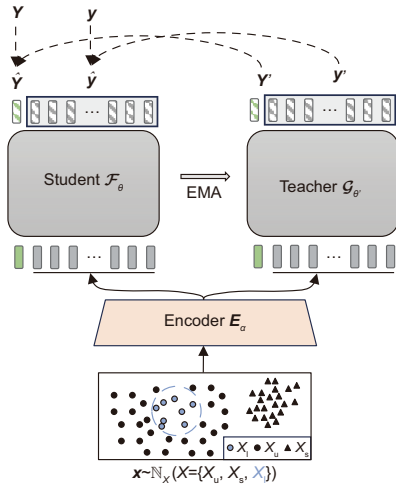 Y y
Ŷ ŷ Y' y'
...
...
Student 𝓕θ
EMA
Teacher 𝓖θ'
...
...
Encoder Eα
Xl Xu Xs
x~ℕX(X={Xu, Xs, Xl})